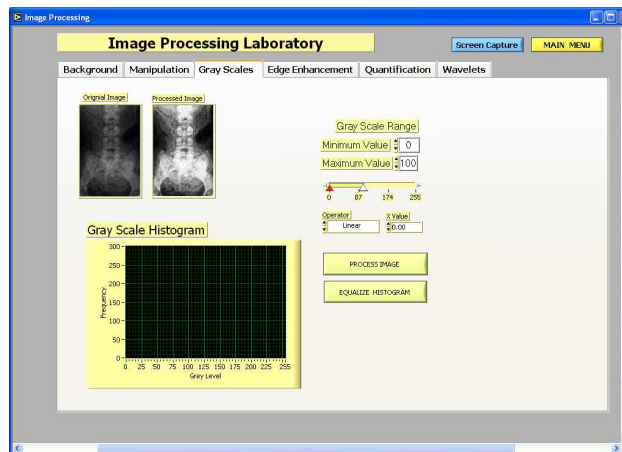 Image Processing
Image Processing Laboratory
Screen Capture
MAIN MENU
Background Manipulation Gray Scales Edge Enhancement Quantification Wavelets
Orignial Image
Processed Image
Gray Scale Range
Minimum Value 0
Maximum Value 100
0 87 174 255
Operator X Value
Linear 0.00
Gray Scale Histogram
300
250
200
150
100
50
0
Frequency
0 25 50 75 100 125 150 175 200 225 255
Grey Level
PROCESS IMAGE
EQUALIZE HISTOGRAM